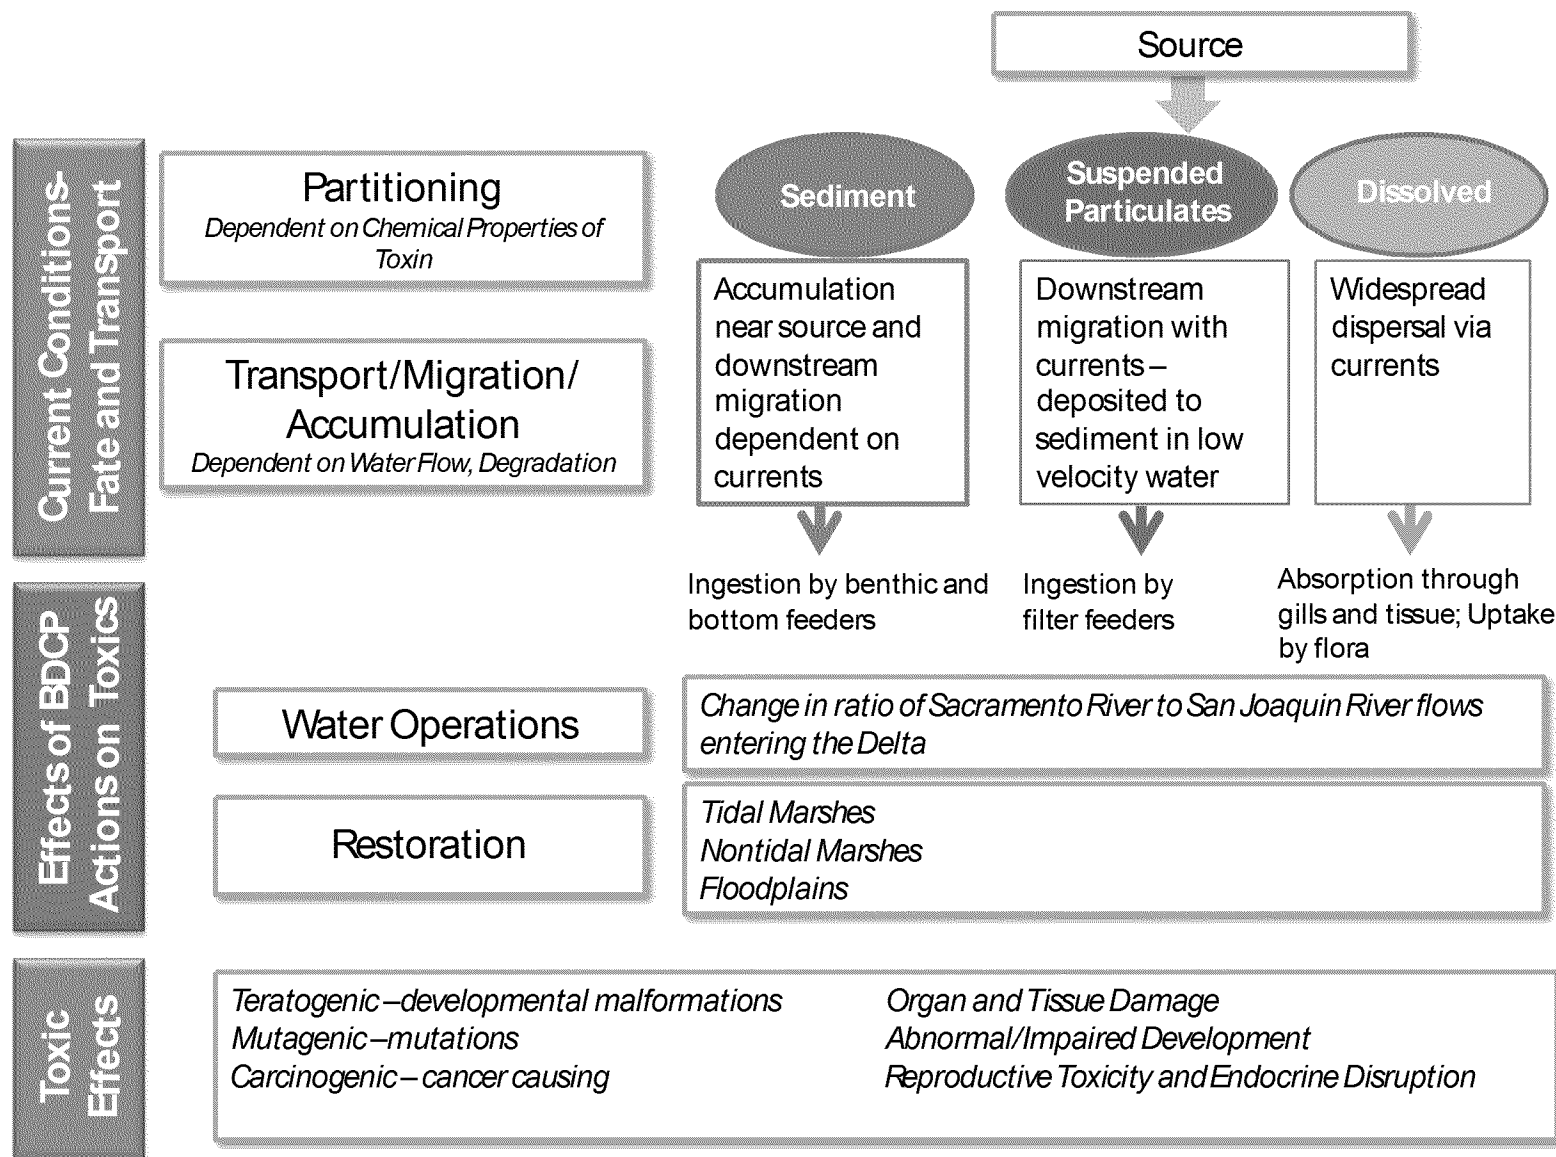 Source
Current Conditions–
Fate and Transport
Partitioning
Dependent on Chemical Properties of
Toxin
Transport/Migration/
Accumulation
Dependent on Water Flow, Degradation
Sediment
Suspended
Particulates
Dissolved
Accumulation
near source and
downstream
migration
dependent on
currents
Downstream
migration with
currents –
deposited to
sediment in low
velocity water
Widespread
dispersal via
currents
Ingestion by benthic and
bottom feeders
Ingestion by
filter feeders
Absorption through
gills and tissue; Uptake
by flora
Effects of BDCP
Actions on Toxics
Water Operations
Change in ratio of Sacramento River to San Joaquin River flows
entering the Delta
Restoration
Tidal Marshes
Nontidal Marshes
Floodplains
Toxic
Effects
Teratogenic – developmental malformations
Mutagenic – mutations
Carcinogenic – cancer causing
Organ and Tissue Damage
Abnormal/Impaired Development
Reproductive Toxicity and Endocrine Disruption